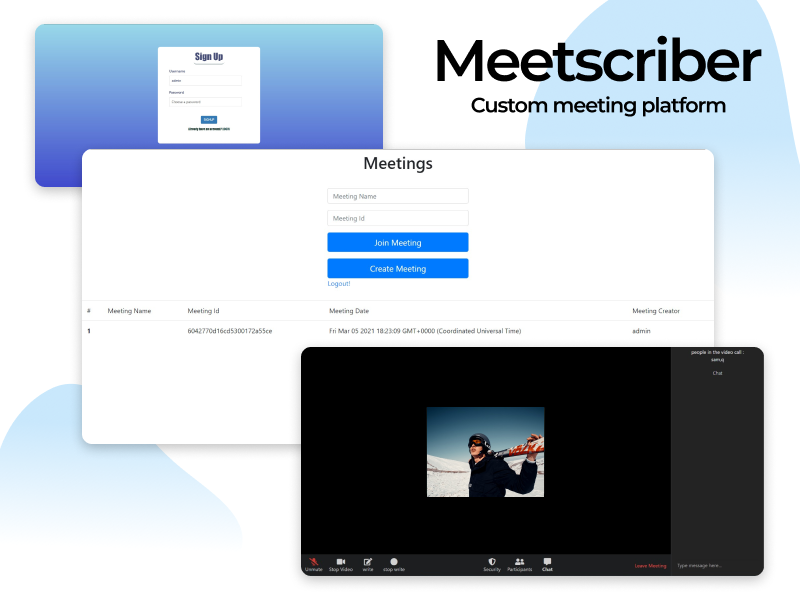 Meetscriber
Custom meeting platform
Sign Up
Username
admin
Password
Choose a password
SIGN UP
Already have an account? LOGIN
Meetings
Meeting Name
Meeting Id
Join Meeting
Create Meeting
Logout!
# Meeting Name Meeting Id Meeting Date Meeting Creator
1 6042770d16cd5300172a55ce Fri Mar 05 2021 18:23:09 GMT+0000 (Coordinated Universal Time) admin
people in the video call :
sam,q
Chat
Unmute Stop Video write stop write Security Participants Chat Leave Meeting Type message here...